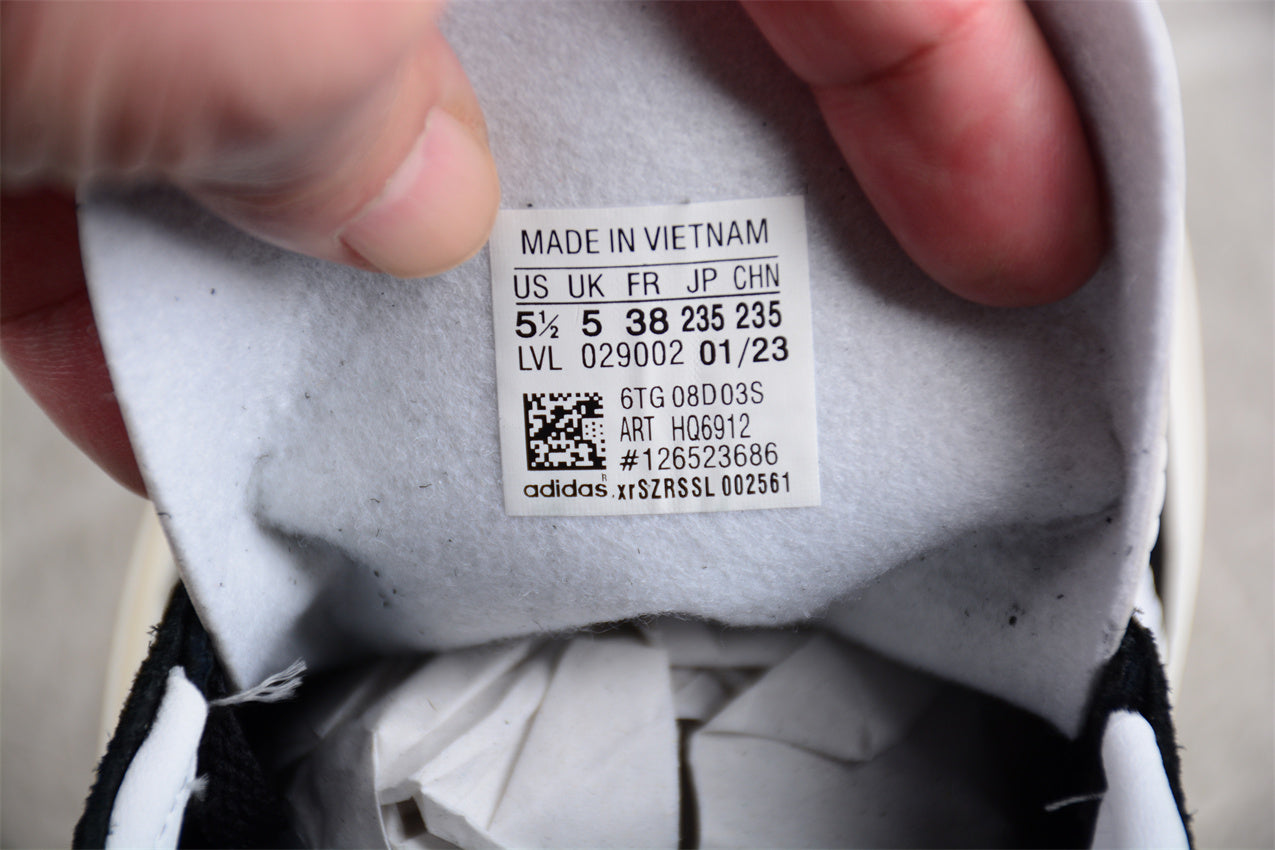 MADE IN VIETNAM
US UK FR JP CHN
5½ 5 38 235 235
LVL 029002 01/23
6TG 08D03S
ART HQ6912
#126523686
adidas® xrSZRSSL 002561